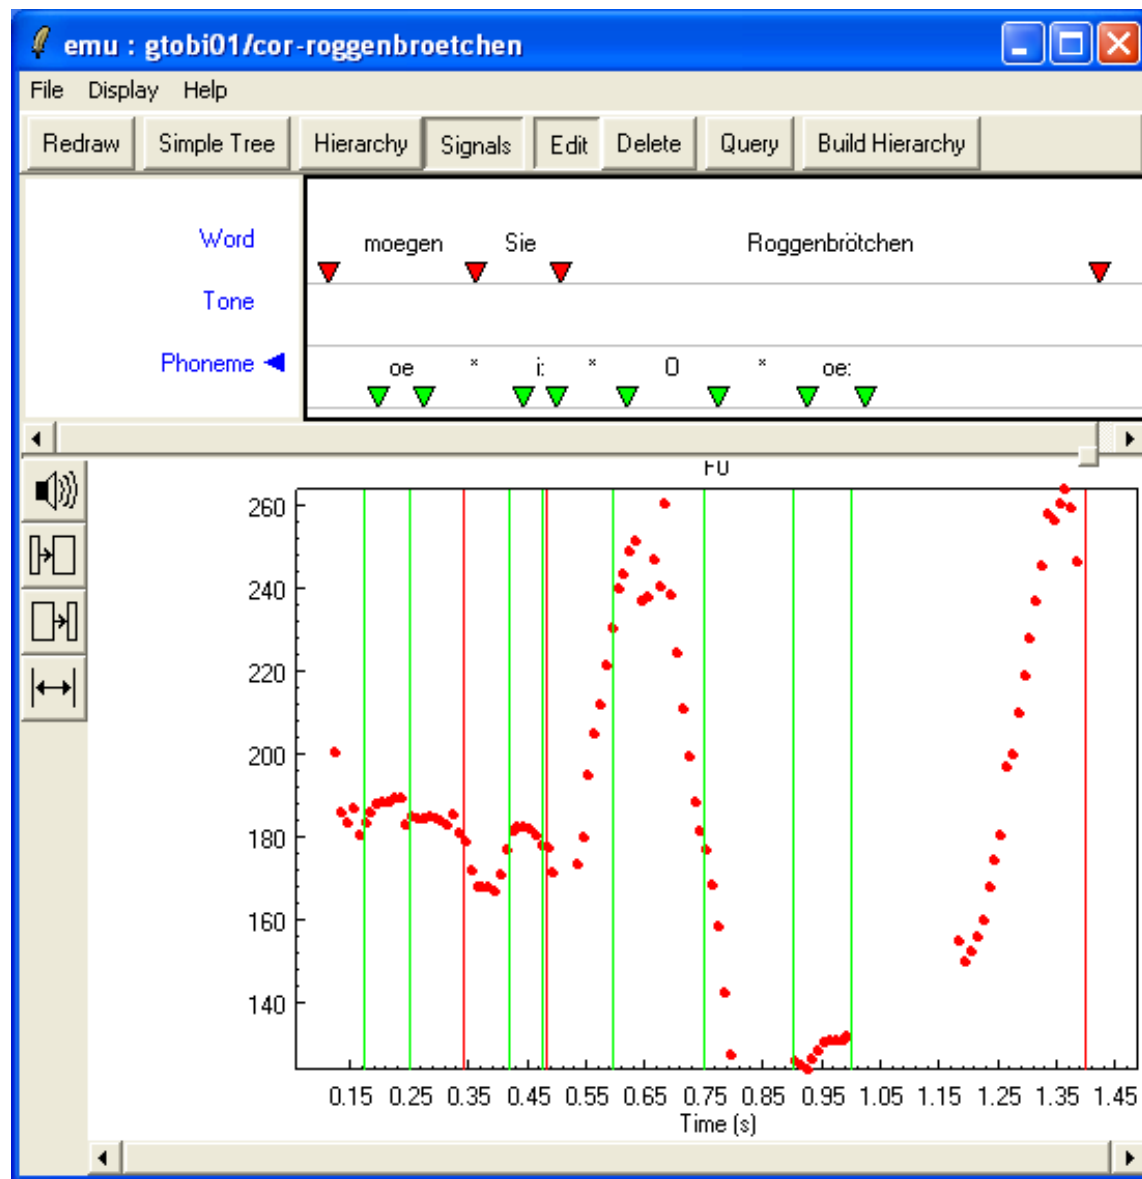 emu : gtobi01/cor-roggenbroetchen
File Display Help
Redraw Simple Tree Hierarchy Signals Edit Delete Query Build Hierarchy
Word moegen Sie Roggenbrötchen
Tone
Phoneme oe * i: * O * oe:
F0
260
240
220
200
180
160
140
0.15 0.25 0.35 0.45 0.55 0.65 0.75 0.85 0.95 1.05 1.15 1.25 1.35 1.45
Time (s)